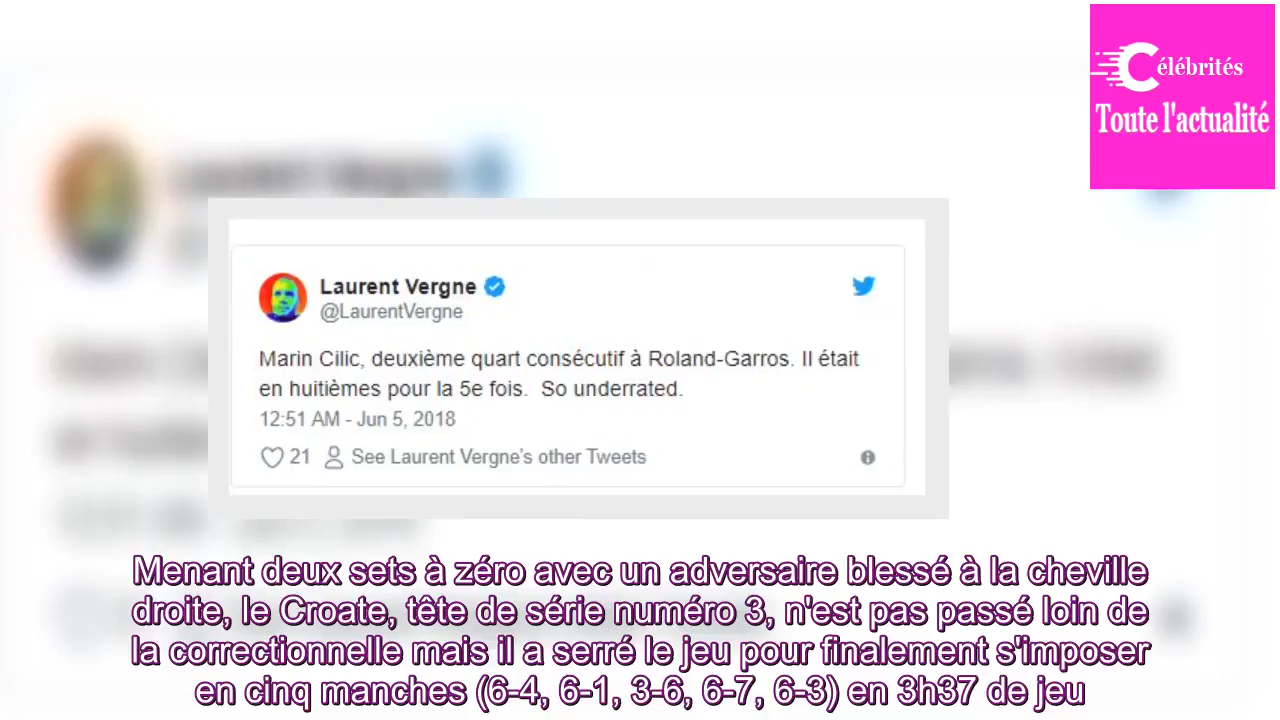 Célébrités
Toute l'actualité
Laurent Vergne
@LaurentVergne
Marin Cilic, deuxième quart consécutif à Roland-Garros. Il était
en huitièmes pour la 5e fois. So underrated.
12:51 AM - Jun 5, 2018
21 See Laurent Vergne's other Tweets
Menant deux sets à zéro avec un adversaire blessé à la cheville
droite, le Croate, tête de série numéro 3, n'est pas passé loin de
la correctionnelle mais il a serré le jeu pour finalement s'imposer
en cinq manches (6-4, 6-1, 3-6, 6-7, 6-3) en 3h37 de jeu